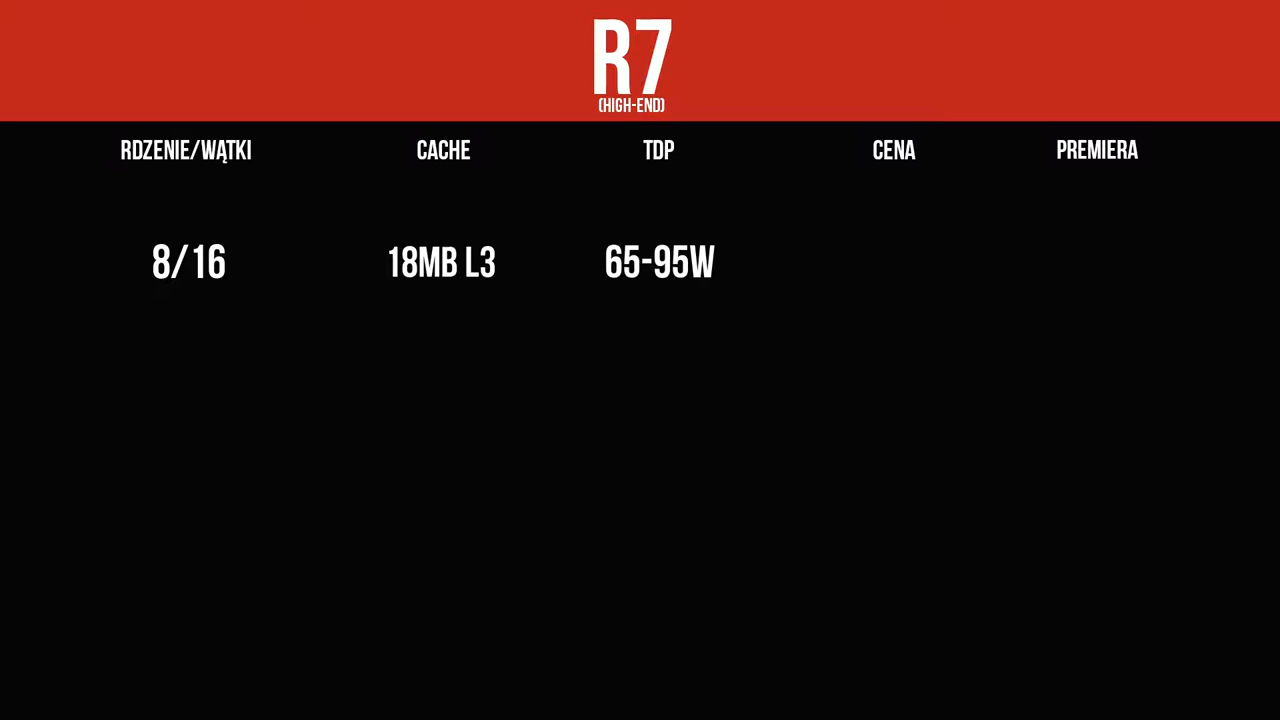 R7
(HIGH-END)
RDZENIE/WĄTKI CACHE TDP CENA PREMIERA
8/16 18MB L3 65-95W